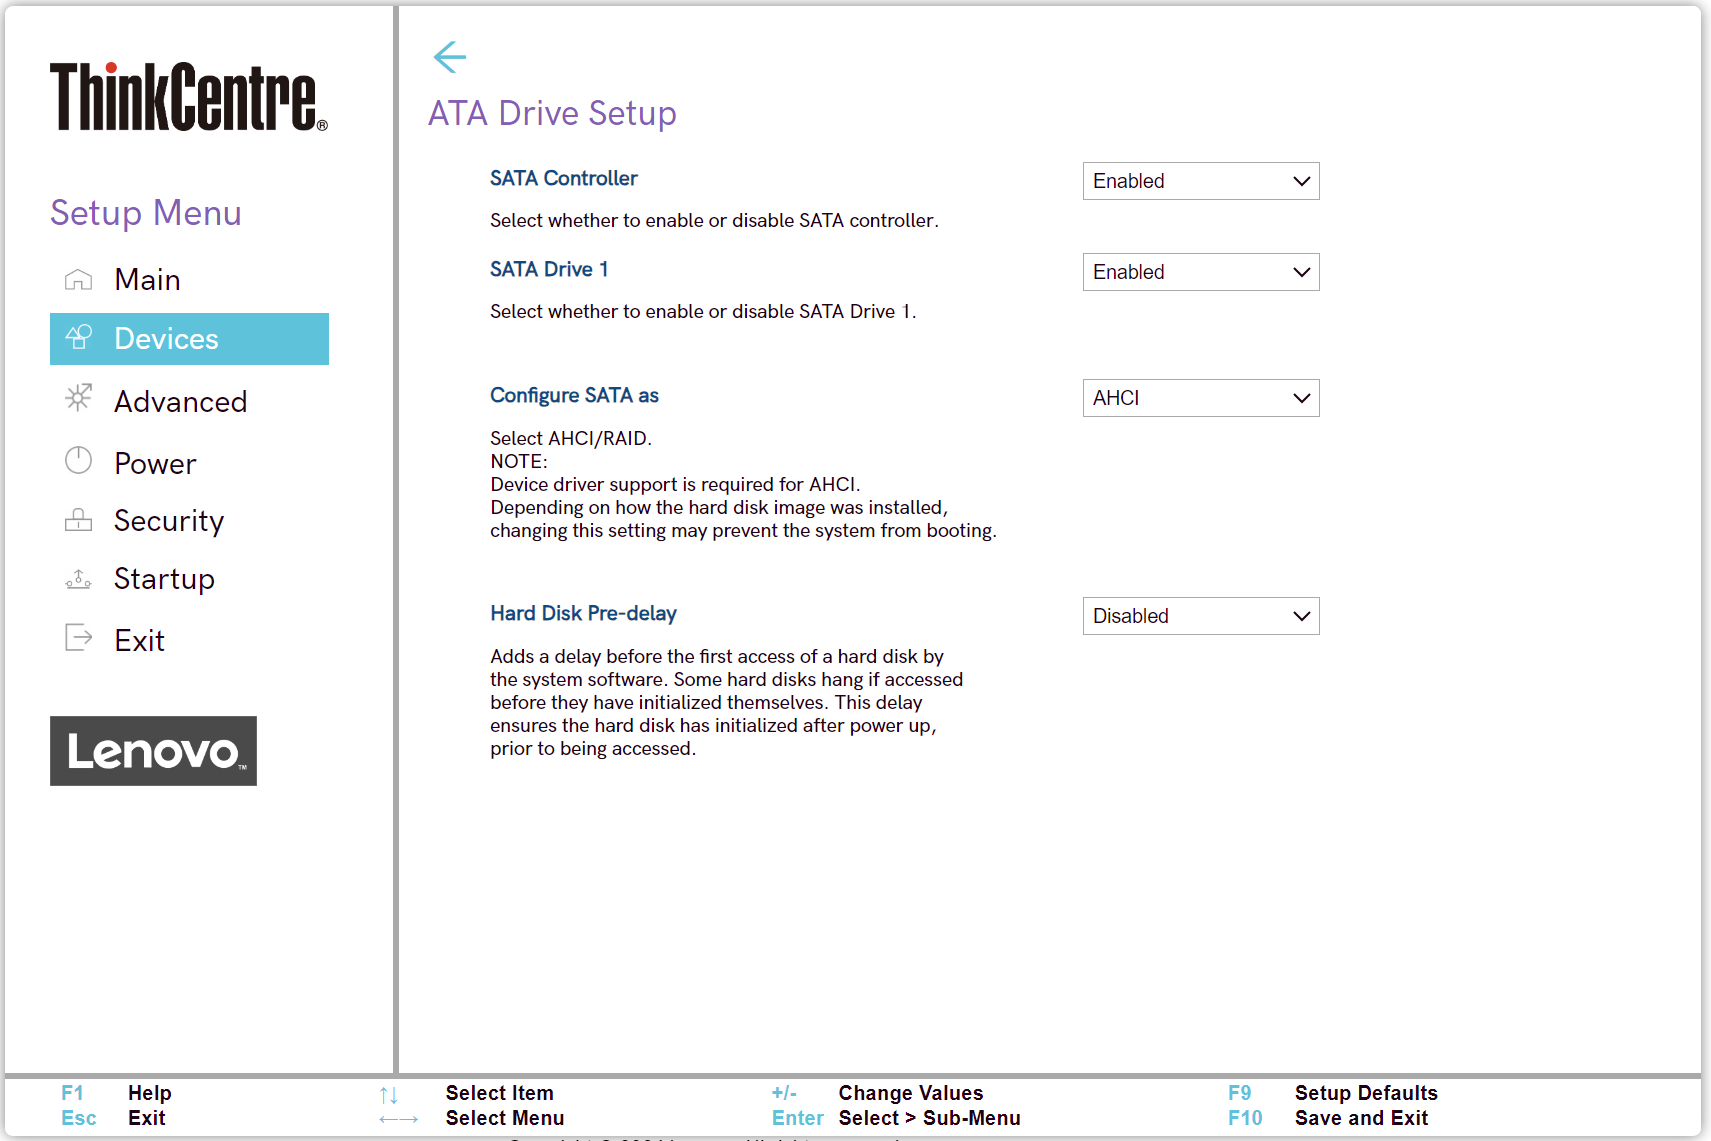 ThinkCentre®
Setup Menu
Main
Devices
Advanced
Power
Security
Startup
Exit
Lenovo™
ATA Drive Setup
SATA Controller
Enabled
Select whether to enable or disable SATA controller.
SATA Drive 1
Enabled
Select whether to enable or disable SATA Drive 1.
Configure SATA as
AHCI
Select AHCI/RAID.
NOTE:
Device driver support is required for AHCI.
Depending on how the hard disk image was installed,
changing this setting may prevent the system from booting.
Hard Disk Pre-delay
Disabled
Adds a delay before the first access of a hard disk by
the system software. Some hard disks hang if accessed
before they have initialized themselves. This delay
ensures the hard disk has initialized after power up,
prior to being accessed.
F1 Help ↑↓ Select Item +/- Change Values F9 Setup Defaults
Esc Exit ←→ Select Menu Enter Select > Sub-Menu F10 Save and Exit